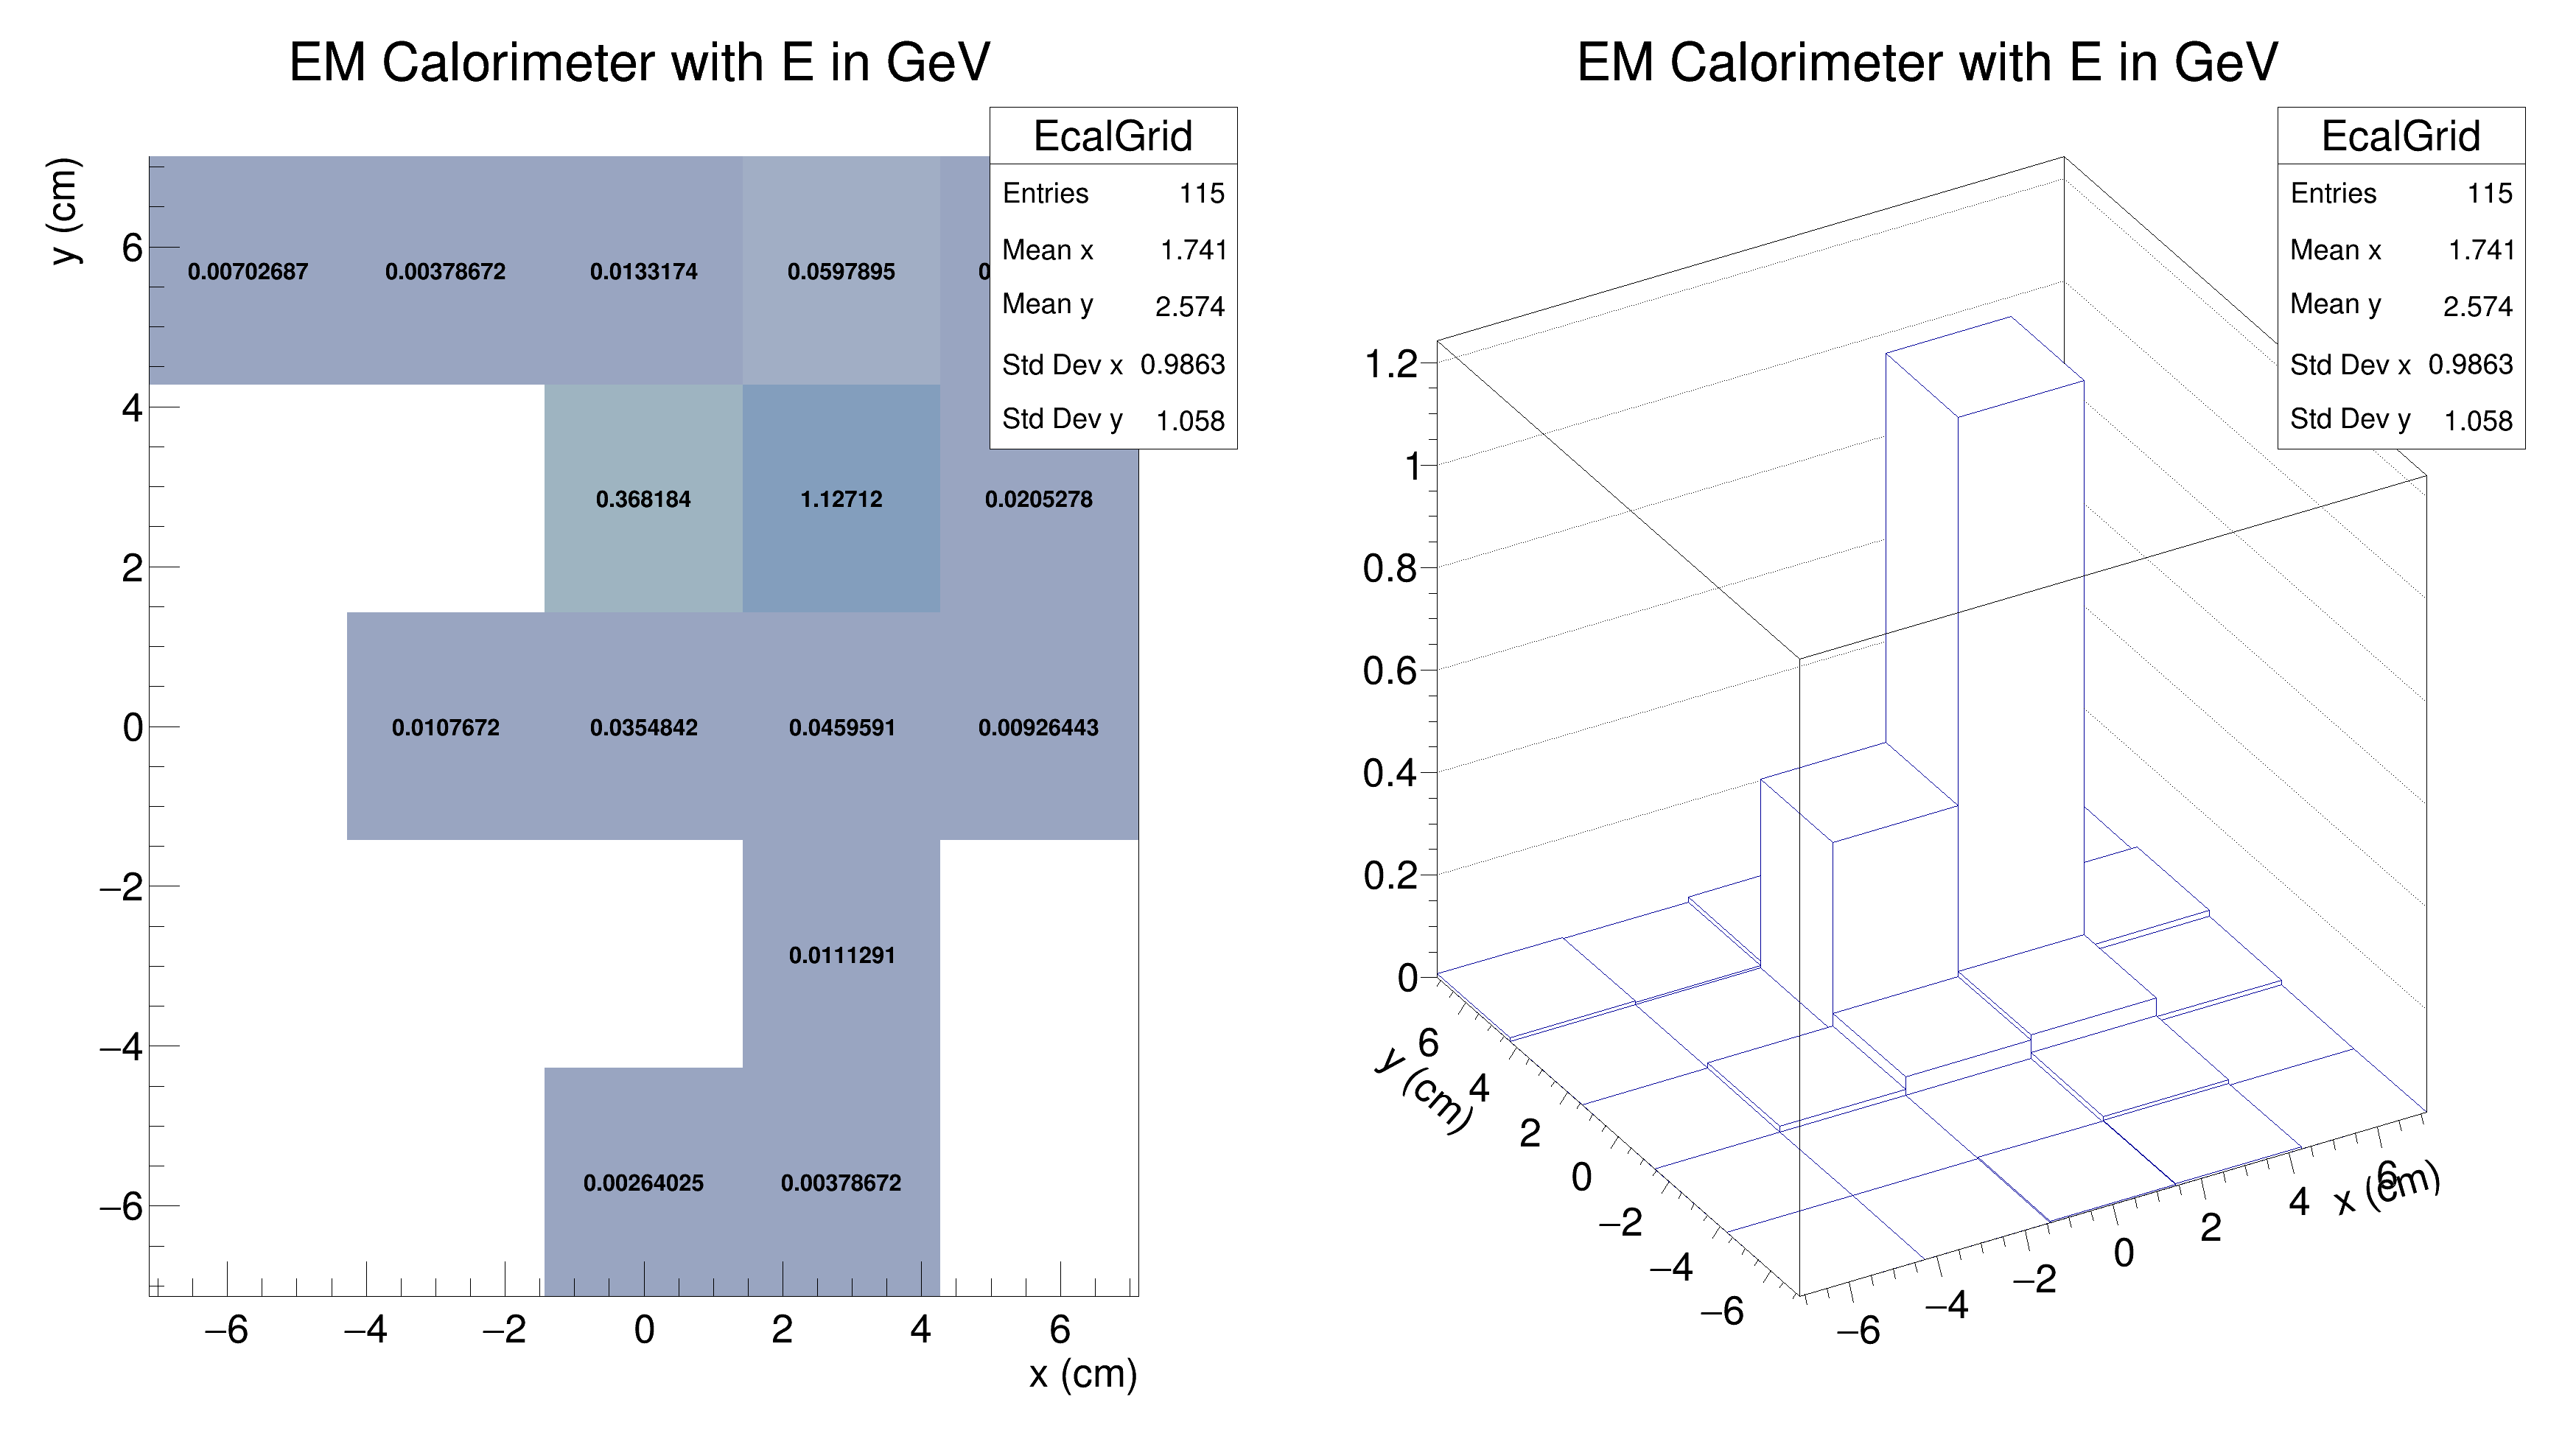 EM Calorimeter with E in GeV
EcalGrid
Entries 115
Mean x 1.741
Mean y 2.574
Std Dev x 0.9863
Std Dev y 1.058
y (cm)
6
4
2
0
−2
−4
−6
0.00702687 0.00378672 0.0133174 0.0597895 0
0.368184 1.12712 0.0205278
0.0107672 0.0354842 0.0459591 0.00926443
0.0111291
0.00264025 0.00378672
−6 −4 −2 0 2 4 6
x (cm)
EM Calorimeter with E in GeV
EcalGrid
Entries 115
Mean x 1.741
Mean y 2.574
Std Dev x 0.9863
Std Dev y 1.058
1.2
1
0.8
0.6
0.4
0.2
0
6
4
2
0
−2
−4
−6
y (cm)
−6 −4 −2 0 2 4 6
x (cm)